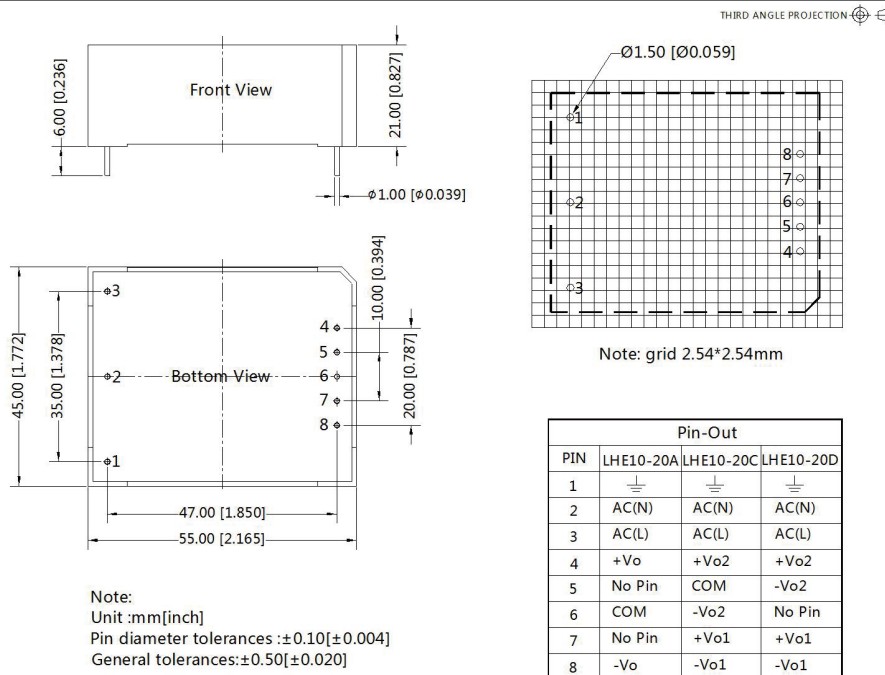 THIRD ANGLE PROJECTION
Front View
6.00 [0.236]
21.00 [0.827]
ϕ1.00 [ϕ0.039]
Ø1.50 [Ø0.059]
1
2
3
8
7
6
5
4
Note: grid 2.54*2.54mm
3
2
1
4
5
6
7
8
Bottom View
45.00 [1.772]
35.00 [1.378]
10.00 [0.394]
20.00 [0.787]
47.00 [1.850]
55.00 [2.165]
Note:
Unit :mm[inch]
Pin diameter tolerances :±0.10[±0.004]
General tolerances:±0.50[±0.020]
Pin-Out
PIN LHE10-20A LHE10-20C LHE10-20D
1
2 AC(N) AC(N) AC(N)
3 AC(L) AC(L) AC(L)
4 +Vo +Vo2 +Vo2
5 No Pin COM -Vo2
6 COM -Vo2 No Pin
7 No Pin +Vo1 +Vo1
8 -Vo -Vo1 -Vo1